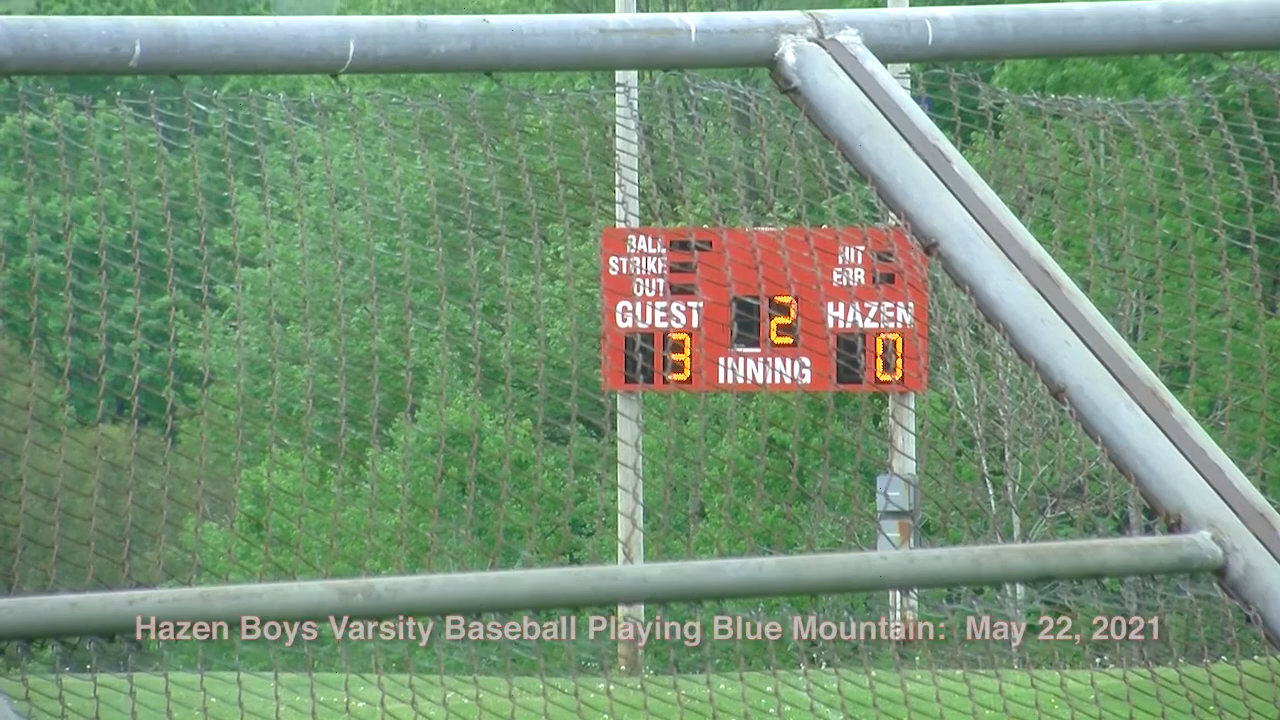 BALL
STRIKE
OUT
HIT
ERR
GUEST
2
HAZEN
3
INNING
0
Hazen Boys Varsity Baseball Playing Blue Mountain:  May 22, 2021